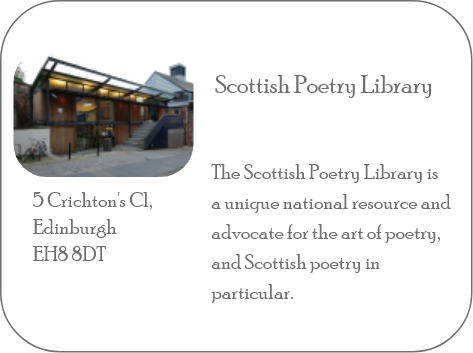 Scottish Poetry Library
5 Crichton's Cl,
Edinburgh
EH8 8DT
The Scottish Poetry Library is
a unique national resource and
advocate for the art of poetry,
and Scottish poetry in
particular.